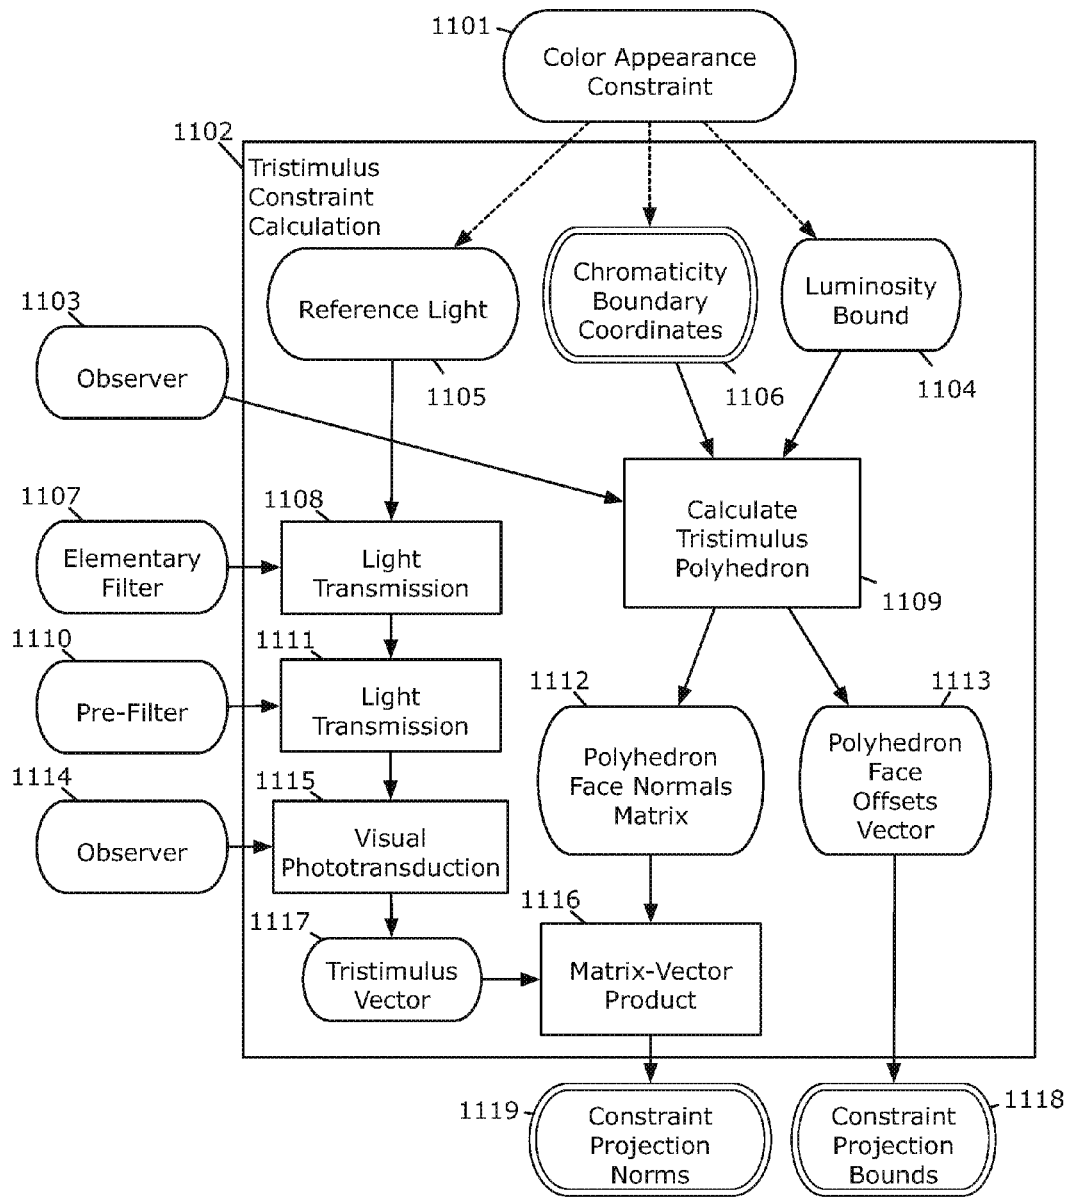 1101
Color Appearance
Constraint
1102
Tristimulus
Constraint
Calculation
1103
Observer
Reference Light
1105
Chromaticity
Boundary
Coordinates
1106
Luminosity
Bound
1104
1107
Elementary
Filter
1108
Light
Transmission
Calculate
Tristimulus
Polyhedron
1109
1110
Pre-Filter
1111
Light
Transmission
1112
Polyhedron
Face Normals
Matrix
1113
Polyhedron
Face
Offsets
Vector
1114
Observer
1115
Visual
Phototransduction
1116
Matrix-Vector
Product
1117
Tristimulus
Vector
1119
Constraint
Projection
Norms
1118
Constraint
Projection
Bounds